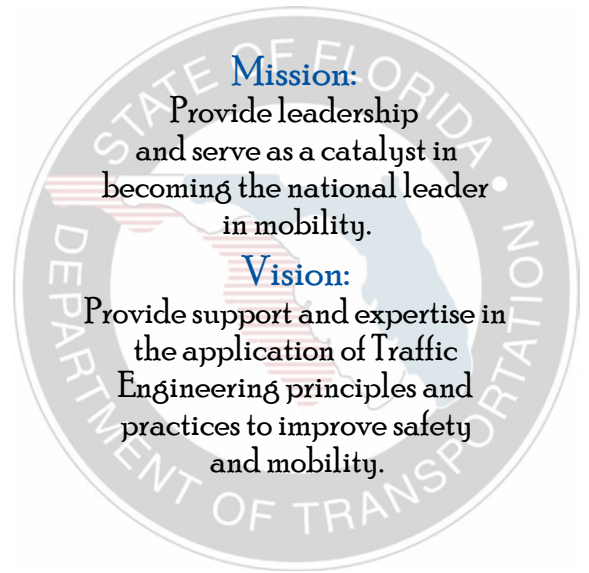 STATE OF FLORIDA
Mission:
Provide leadership
and serve as a catalyst in
becoming the national leader
in mobility.
Vision:
Provide support and expertise in
the application of Traffic
Engineering principles and
practices to improve safety
and mobility.
DEPARTMENT OF TRANSPORTATION